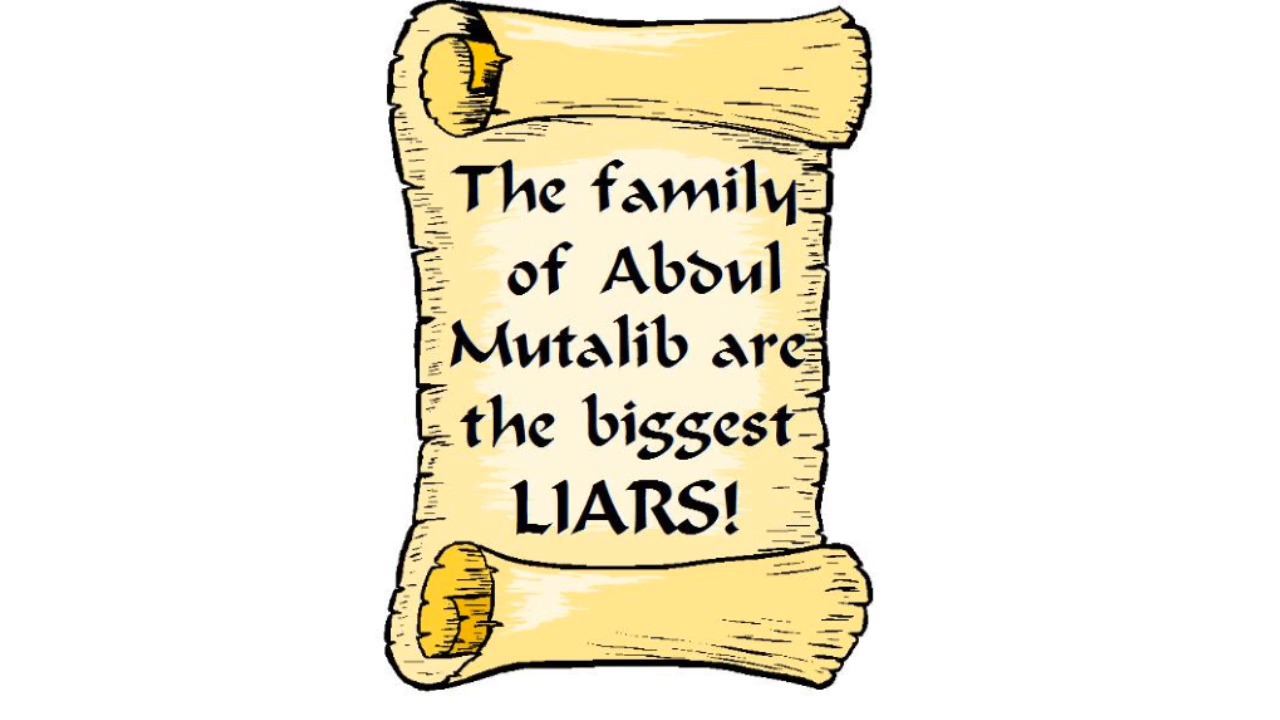 The family
of Abdul
Mutalib are
the biggest
LIARS!